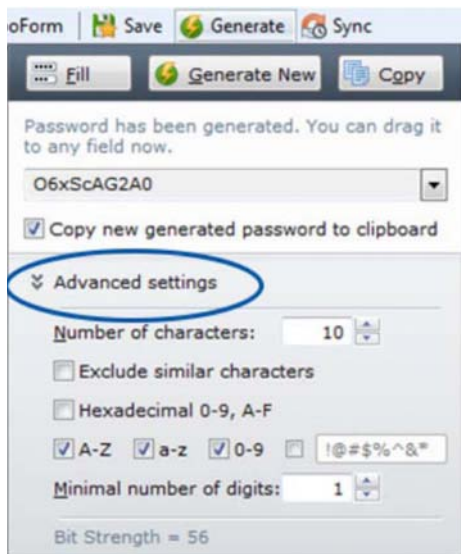 oForm Save Generate Sync
Fill Generate New Copy
Password has been generated. You can drag it
to any field now.
O6xScAG2A0
Copy new generated password to clipboard
Advanced settings
Number of characters: 10
Exclude similar characters
Hexadecimal 0-9, A-F
A-Z a-z 0-9 !@#$%^&*
Minimal number of digits: 1
Bit Strength = 56